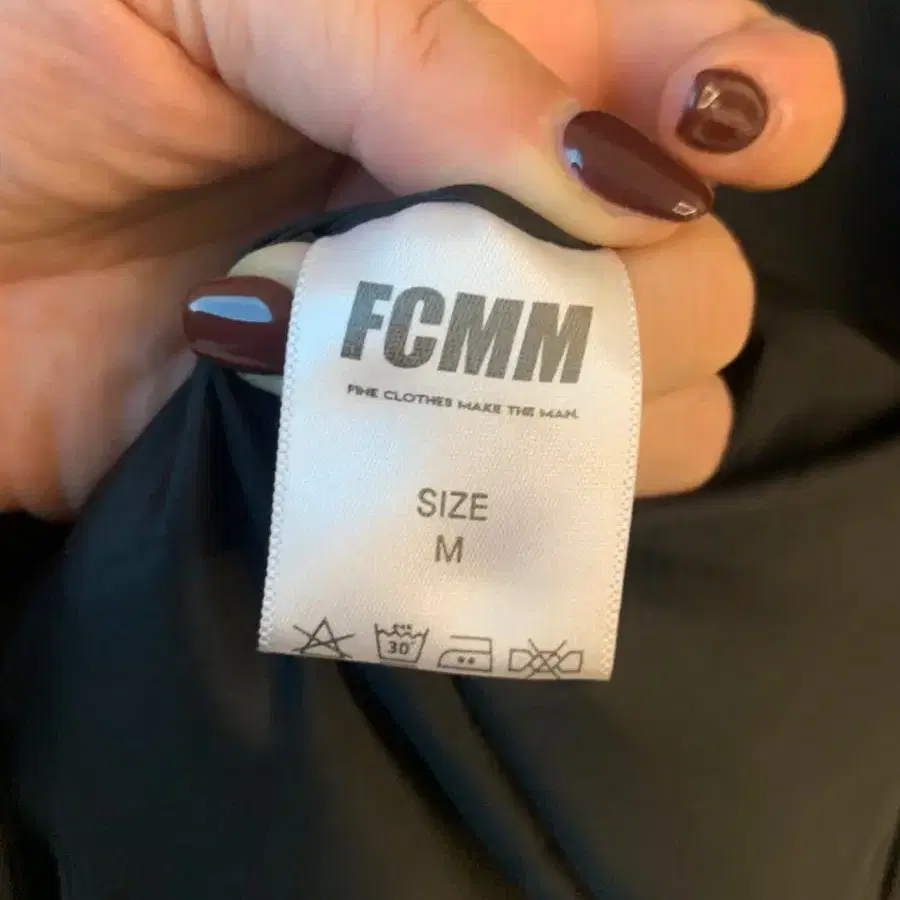 FCMM
FINE CLOTHES MAKE THE MAN.
SIZE
M
30°